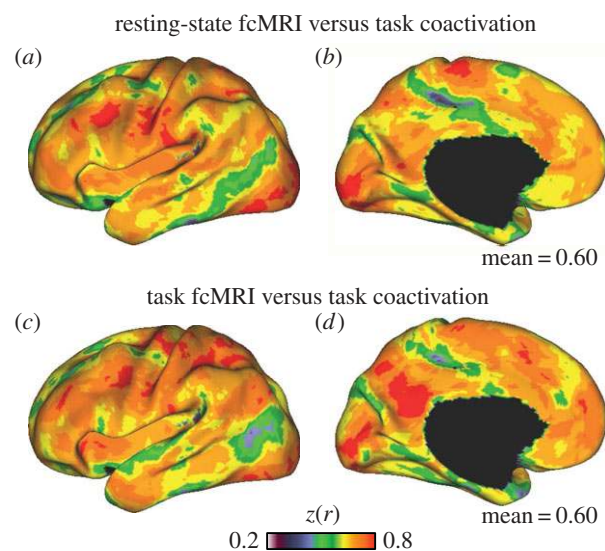 resting-state fcMRI versus task coactivation
(a) (b)
mean = 0.60
task fcMRI versus task coactivation
(c) (d)
z(r)
0.2 0.8
mean = 0.60